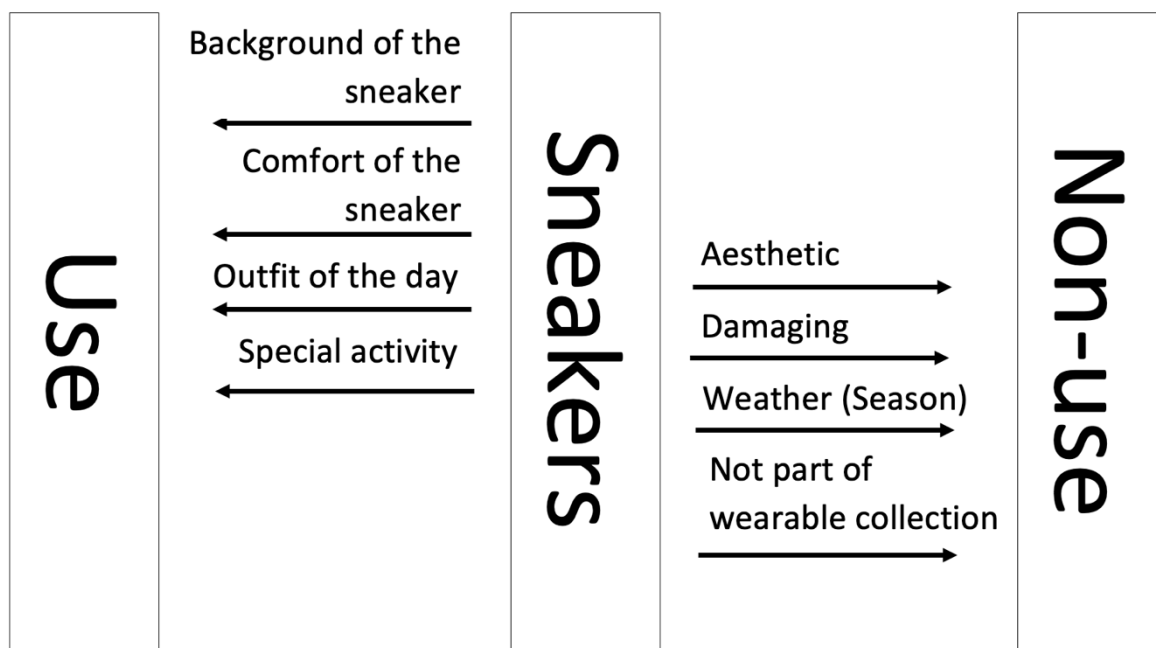 Use
Background of the
sneaker
Comfort of the
sneaker
Outfit of the day
Special activity
Sneakers
Aesthetic
Damaging
Weather (Season)
Not part of
wearable collection
Non-use